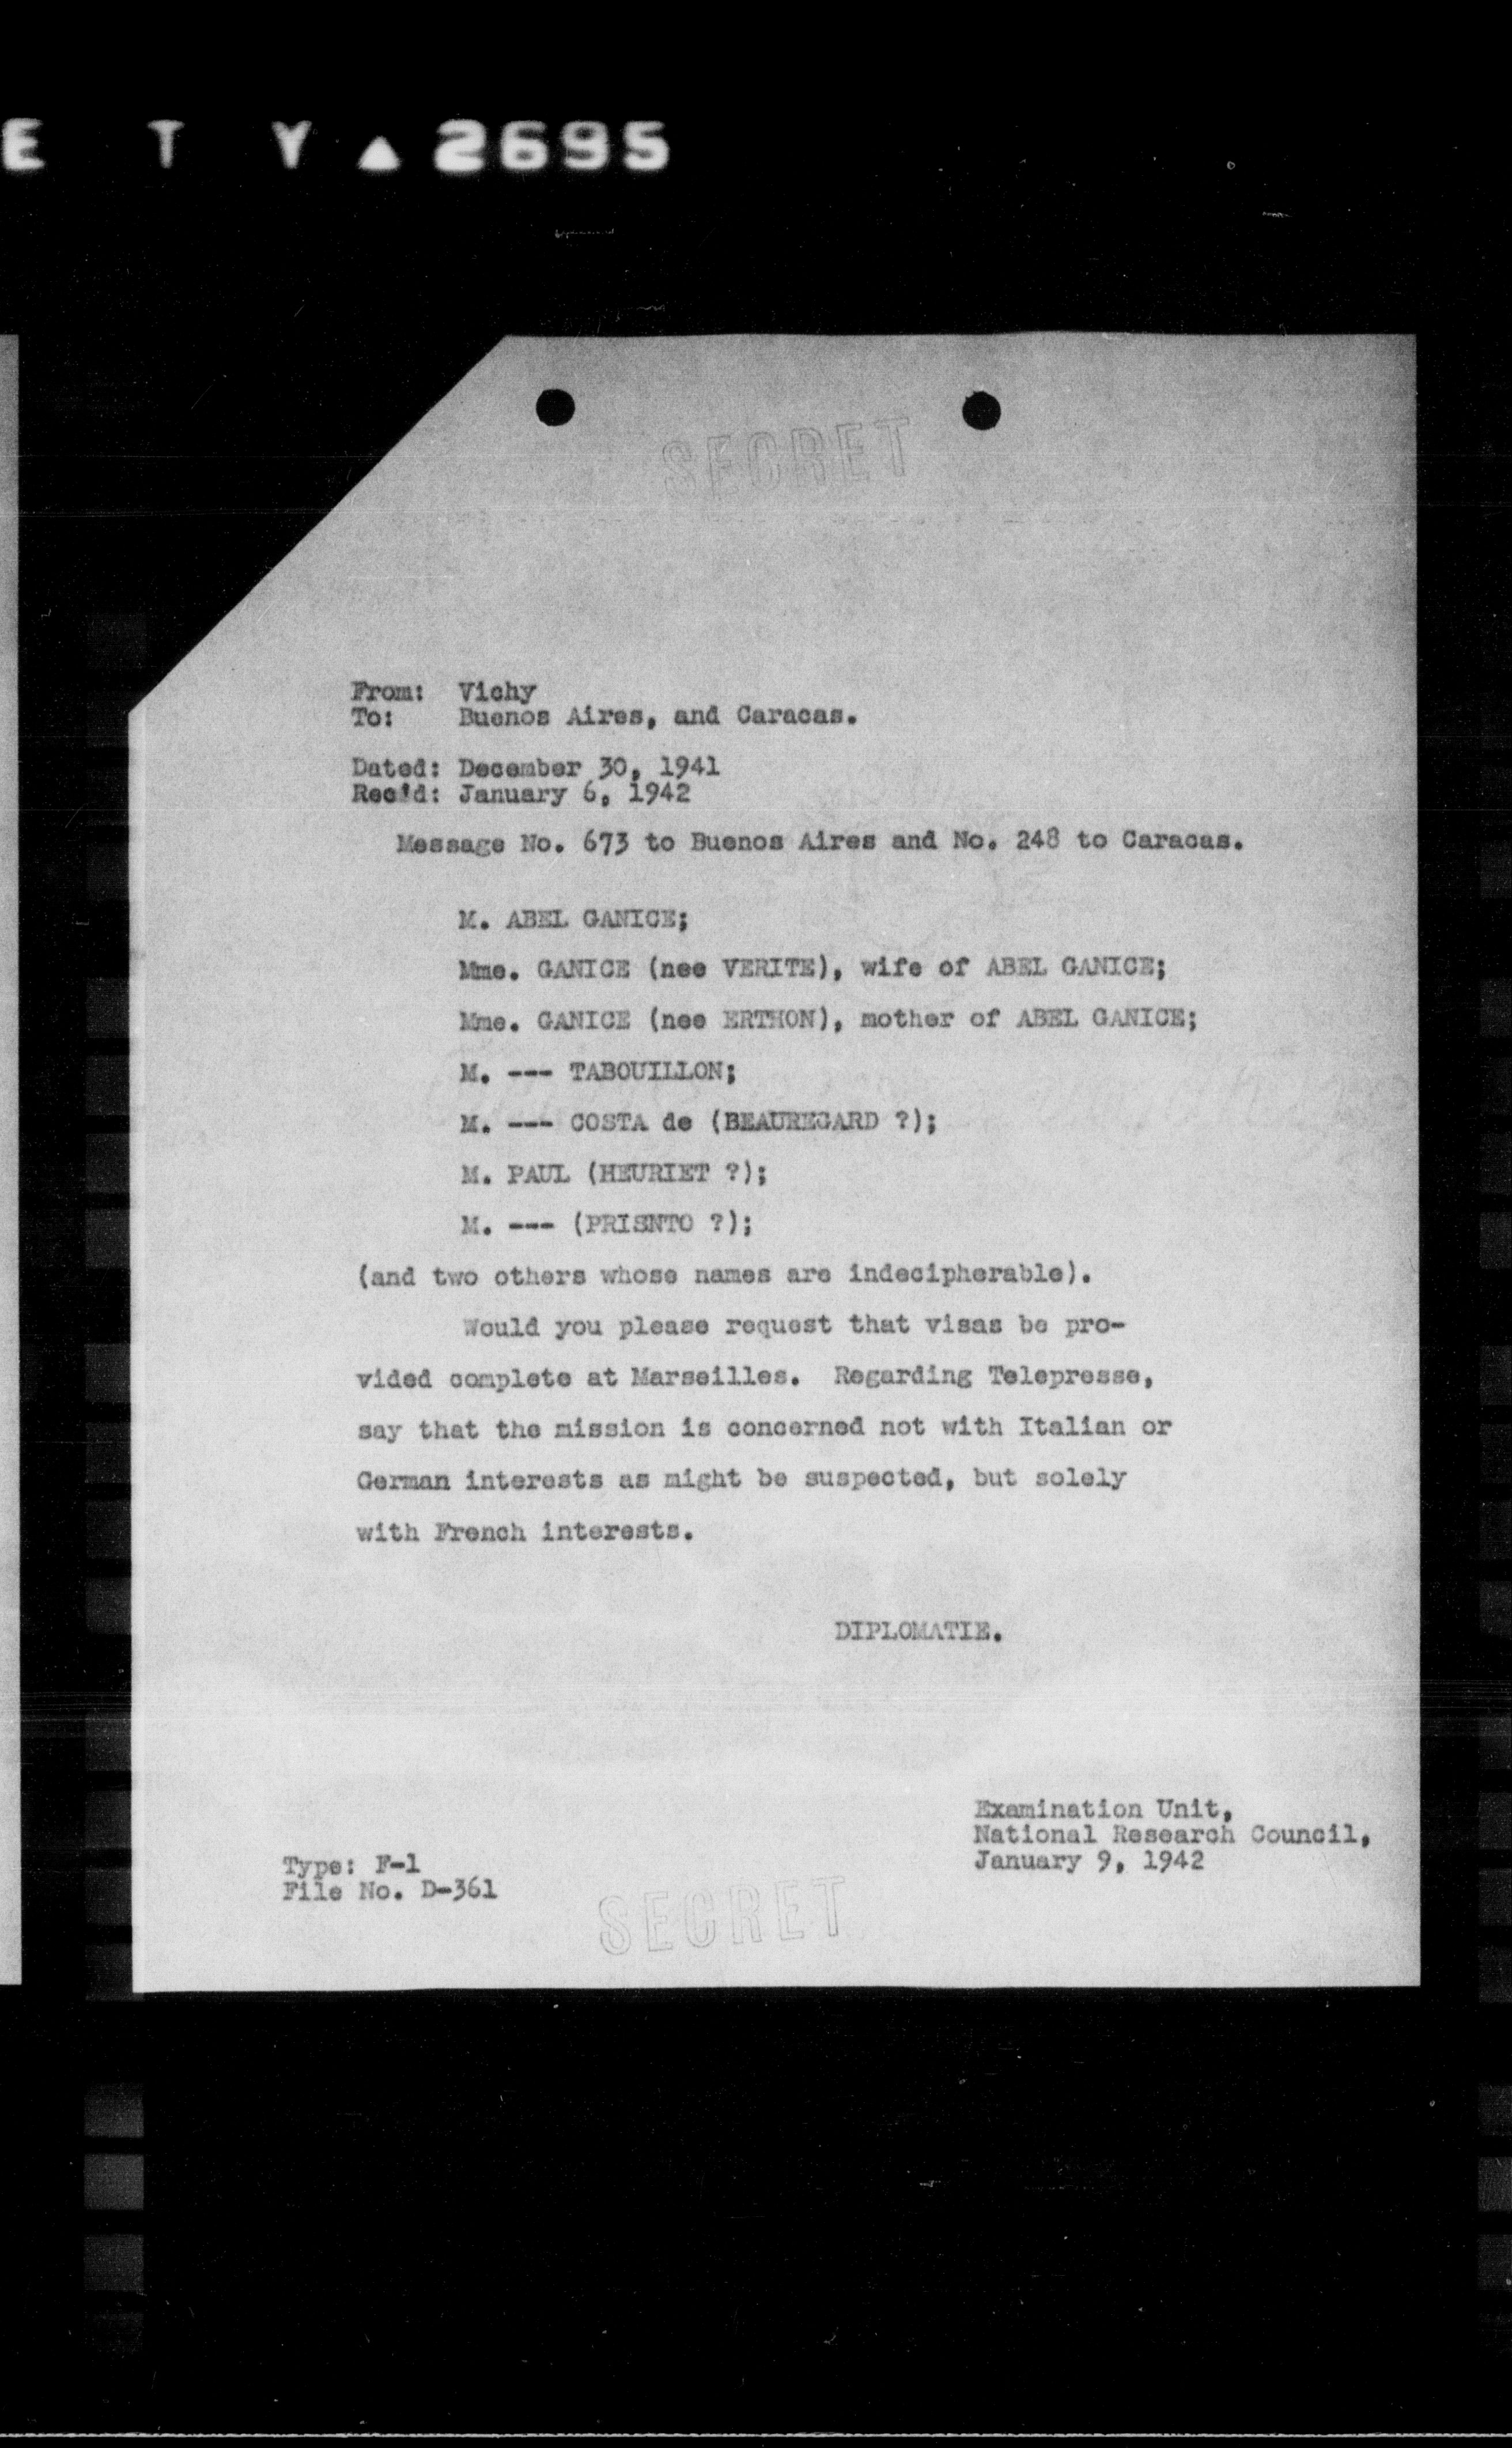 E T Y ▲ 2695
SECRET
From: Vichy
To: Buenos Aires, and Caracas.
Dated: December 30, 1941
Rec'd: January 6, 1942
Message No. 673 to Buenos Aires and No. 248 to Caracas.
M. ABEL GANICE;
Mme. GANICE (nee VERITE), wife of ABEL GANICE;
Mme. GANICE (nee ERTHON), mother of ABEL GANICE;
M. --- TABOUILLON;
M. --- COSTA de (BEAUREGARD ?);
M. PAUL (HEURIET ?);
M. --- (PRISNTO ?);
(and two others whose names are indecipherable).
Would you please request that visas be pro-
vided complete at Marseilles. Regarding Telepresse,
say that the mission is concerned not with Italian or
German interests as might be suspected, but solely
with French interests.
DIPLOMATIE.
Examination Unit,
National Research Council,
January 9, 1942
Type: F-1
File No. D-361
SECRET